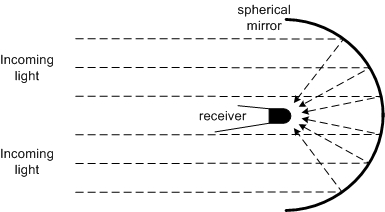 spherical
mirror
Incoming
light
receiver
Incoming
light